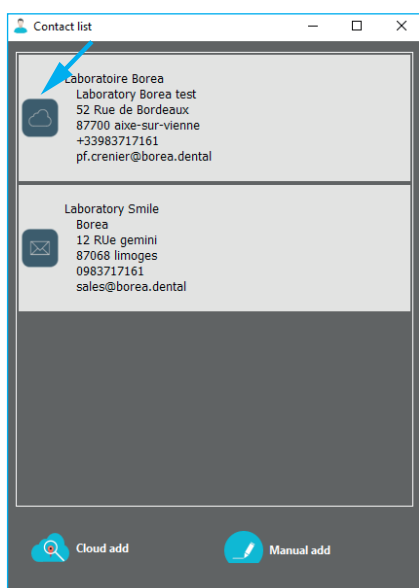 Contact list
Laboratoire Borea
Laboratory Borea test
52 Rue de Bordeaux
87700 aixe-sur-vienne
+33983717161
pf.crenier@borea.dental
Laboratory Smile
Borea
12 RUe gemini
87068 limoges
0983717161
sales@borea.dental
Cloud add
Manual add